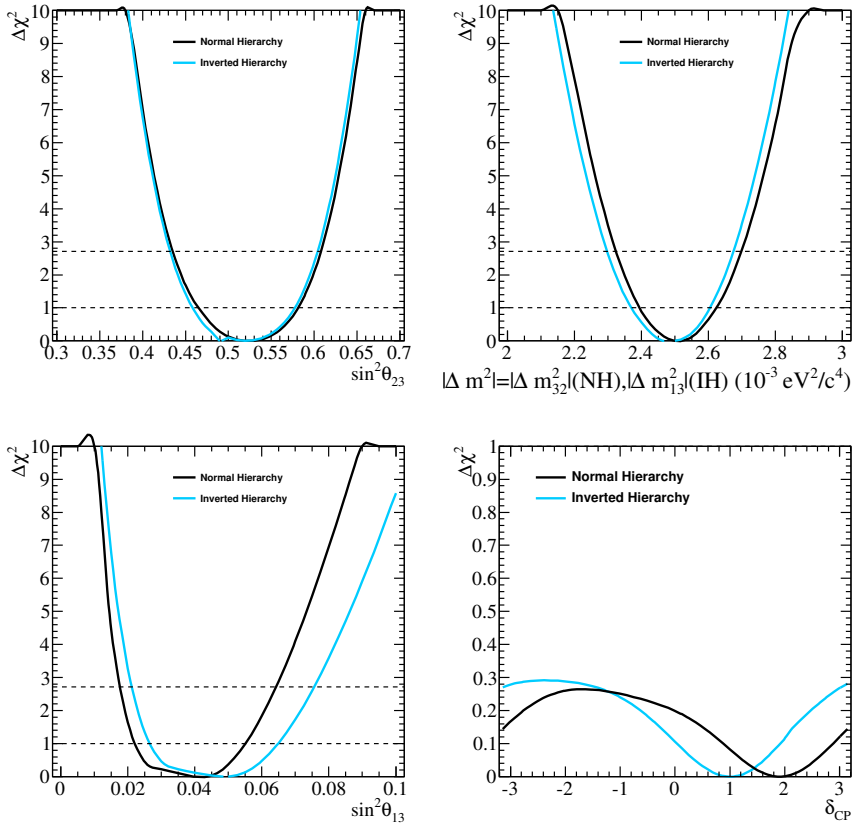 Δχ²
10
9
8
7
6
5
4
3
2
1
0
Normal Hierarchy
Inverted Hierarchy
0.3 0.35 0.4 0.45 0.5 0.55 0.6 0.65 0.7
sin²θ₂₃
Δχ²
10
9
8
7
6
5
4
3
2
1
0
Normal Hierarchy
Inverted Hierarchy
2 2.2 2.4 2.6 2.8 3
|Δ m²|=|Δ m²₃₂|(NH),|Δ m²₁₃|(IH) (10⁻³ eV²/c⁴)
Δχ²
10
9
8
7
6
5
4
3
2
1
0
Normal Hierarchy
Inverted Hierarchy
0 0.02 0.04 0.06 0.08 0.1
sin²θ₁₃
Δχ²
1
0.9
0.8
0.7
0.6
0.5
0.4
0.3
0.2
0.1
0
Normal Hierarchy
Inverted Hierarchy
-3 -2 -1 0 1 2 3
δCP